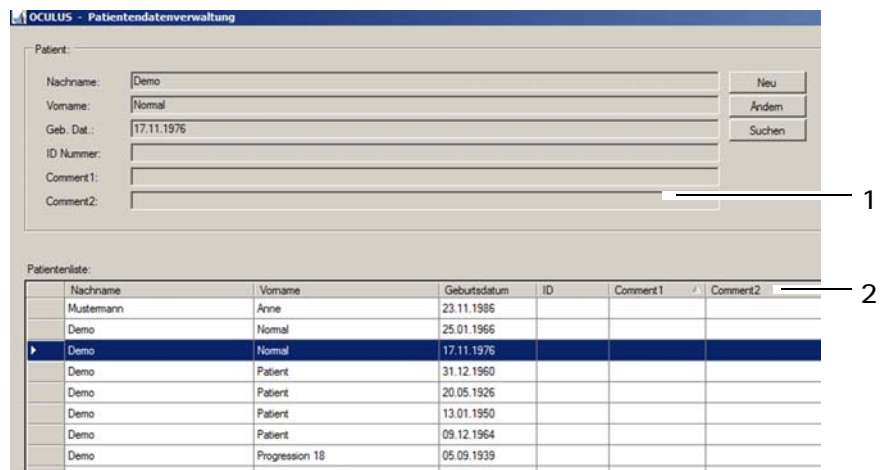 OCULUS - Patientendatenverwaltung
Patient:
Nachname: Demo Neu
Vorname: Normal Ändern
Geb. Dat.: 17.11.1976 Suchen
ID Nummer:
Comment1:
Comment2: 1
Patientenliste:
Nachname Vorname Geburtsdatum ID Comment1 Comment2 2
Mustermann Anne 23.11.1986
Demo Normal 25.01.1966
Demo Normal 17.11.1976
Demo Patient 31.12.1960
Demo Patient 20.05.1926
Demo Patient 13.01.1950
Demo Patient 09.12.1964
Demo Progression 18 05.09.1939